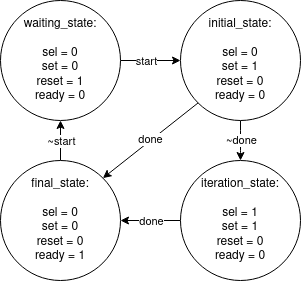 waiting_state:
sel = 0
set = 0
reset = 1
ready = 0
start
initial_state:
sel = 0
set = 1
reset = 0
ready = 0
done
~start
~done
final_state:
sel = 0
set = 0
reset = 0
ready = 1
done
iteration_state:
sel = 1
set = 1
reset = 0
ready = 0